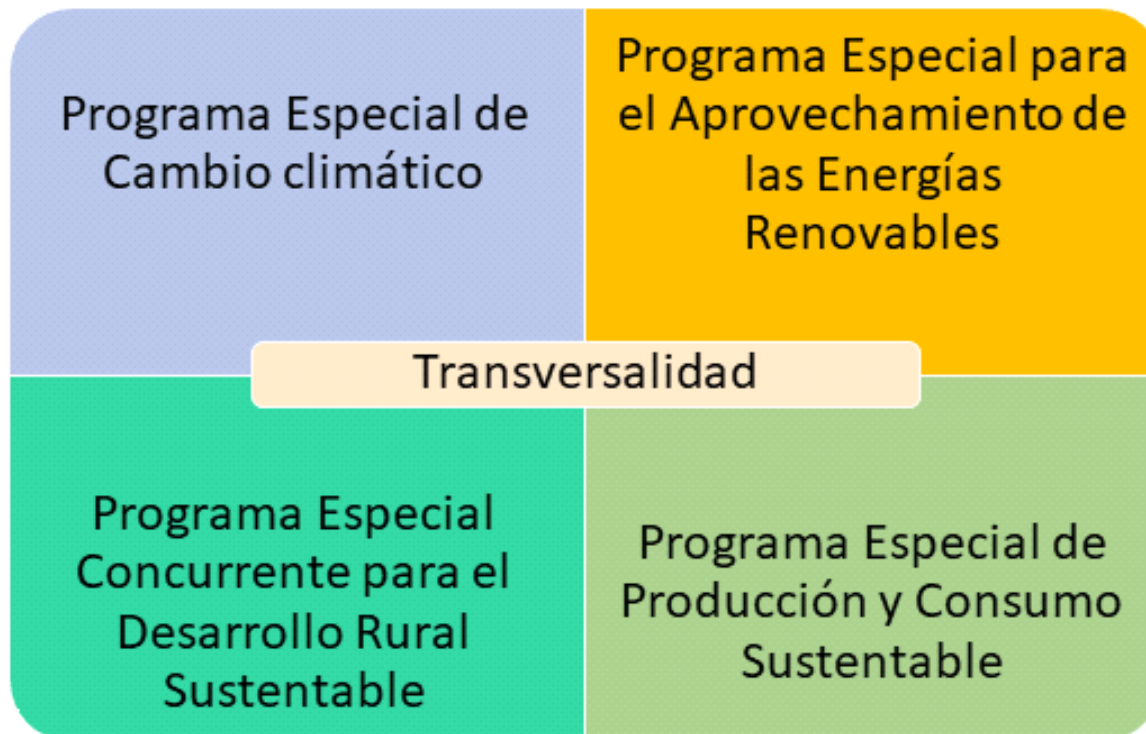 Programa Especial de
Cambio climático
Programa Especial para
el Aprovechamiento de
las Energías
Renovables
Transversalidad
Programa Especial
Concurrente para el
Desarrollo Rural
Sustentable
Programa Especial de
Producción y Consumo
Sustentable